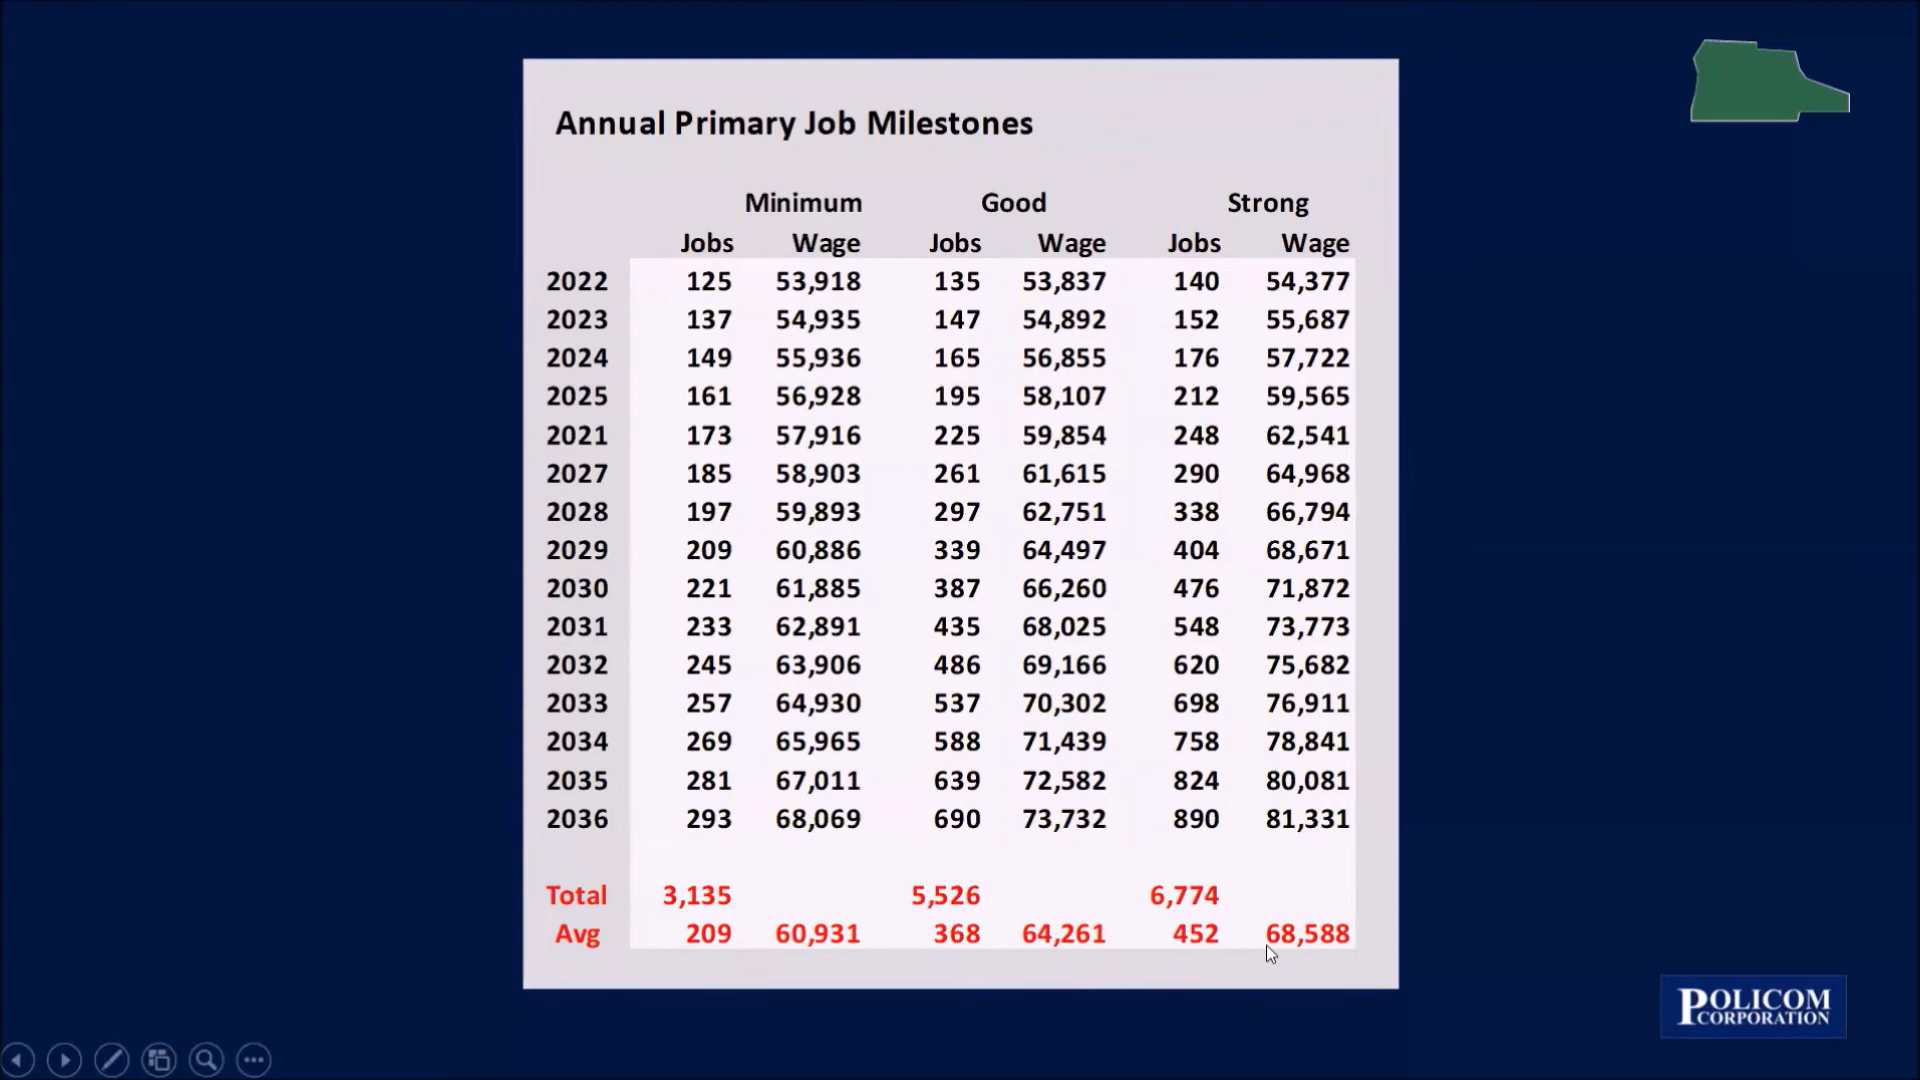 Annual Primary Job Milestones
Minimum Good Strong
Jobs Wage Jobs Wage Jobs Wage
2022 125 53,918 135 53,837 140 54,377
2023 137 54,935 147 54,892 152 55,687
2024 149 55,936 165 56,855 176 57,722
2025 161 56,928 195 58,107 212 59,565
2021 173 57,916 225 59,854 248 62,541
2027 185 58,903 261 61,615 290 64,968
2028 197 59,893 297 62,751 338 66,794
2029 209 60,886 339 64,497 404 68,671
2030 221 61,885 387 66,260 476 71,872
2031 233 62,891 435 68,025 548 73,773
2032 245 63,906 486 69,166 620 75,682
2033 257 64,930 537 70,302 698 76,911
2034 269 65,965 588 71,439 758 78,841
2035 281 67,011 639 72,582 824 80,081
2036 293 68,069 690 73,732 890 81,331
Total 3,135 5,526 6,774
Avg 209 60,931 368 64,261 452 68,588
POLICOM
CORPORATION